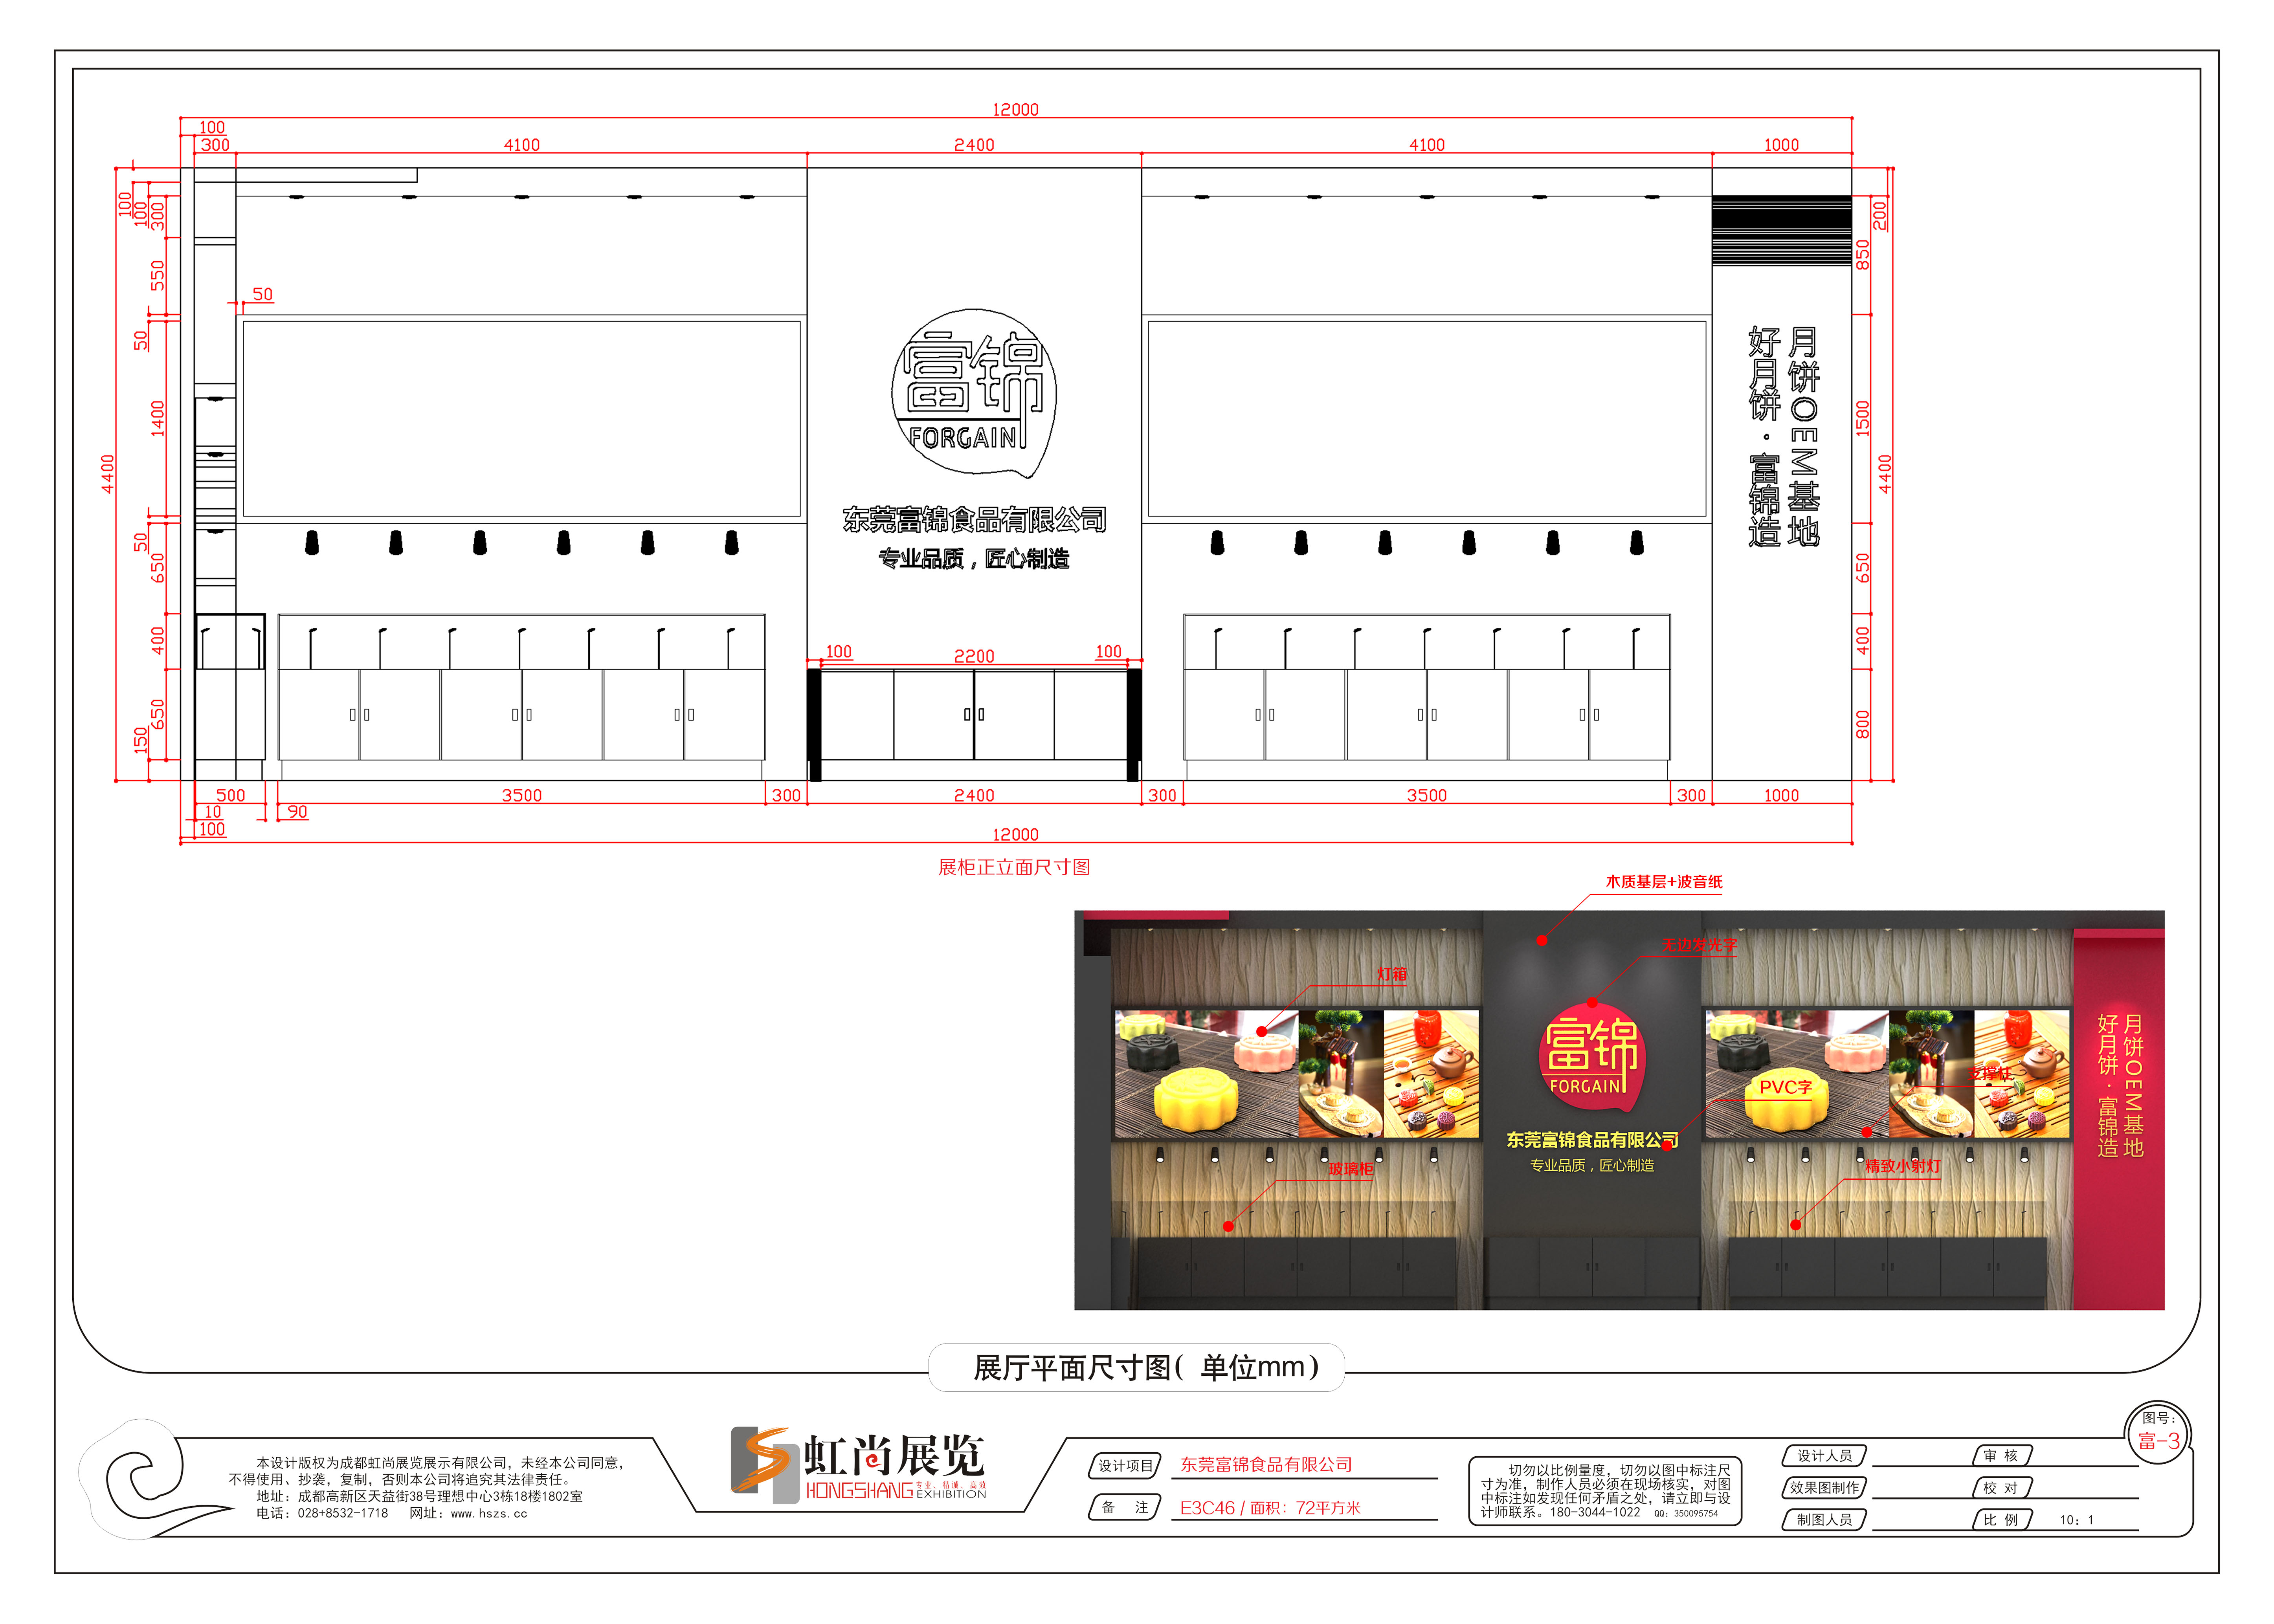 12000
100
300
4100
2400
4100
1000
100
100
300
550
50
50
1400
4400
50
650
400
650
150
200
850
1500
4400
650
400
800
富锦
FORGAIN
东莞富锦食品有限公司
专业品质，匠心制造
月饼OEM基地
好月饼·富锦造
100
2200
100
500
10
100
90
3500
300
2400
300
3500
300
1000
12000
展柜正立面尺寸图
木质基层+波音纸
无边发光字
灯箱
富锦
FORGAIN
PVC字
支撑柱
东莞富锦食品有限公司
专业品质，匠心制造
玻璃柜
精致小射灯
月饼OEM基地
好月饼·富锦造
展厅平面尺寸图( 单位mm)
本设计版权为成都虹尚展览展示有限公司，未经本公司同意，
不得使用、抄袭，复制，否则本公司将追究其法律责任。
地址：成都高新区天益街38号理想中心3栋18楼1802室
电话：028+8532-1718 网址：www.hszs.cc
虹尚展览
HONGSHANG 专业、精诚、高效
EXHIBITION
设计项目 东莞富锦食品有限公司
备 注 E3C46 / 面积：72平方米
切勿以比例量度，切勿以图中标注尺
寸为准，制作人员必须在现场核实，对图
中标注如发现任何矛盾之处，请立即与设
计师联系。180-3044-1022 QQ：350095754
设计人员 审 核
效果图制作 校 对
制图人员 比 例 10：1
图号：
富-3